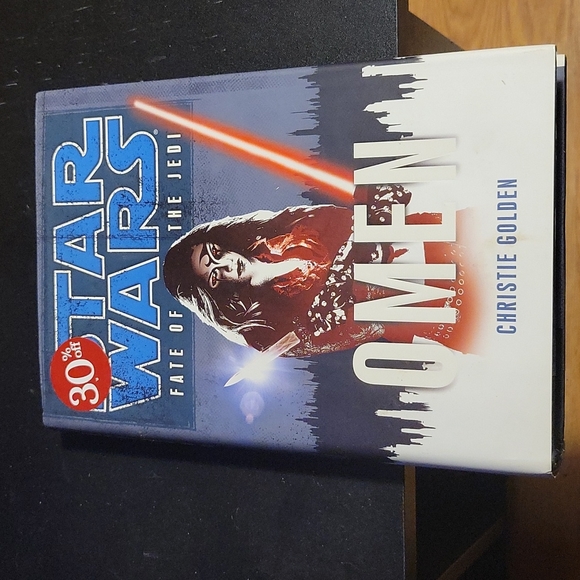 STAR
WARS®
FATE OF THE JEDI
30% off
OMEN
CHRISTIE GOLDEN